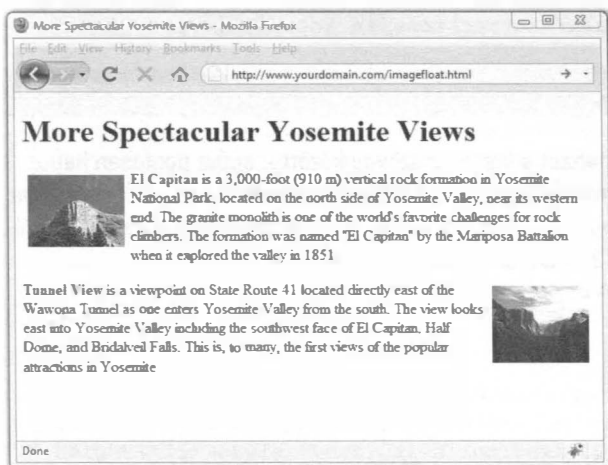 More Spectacular Yosemite Views - Mozilla Firefox
File Edit View History Bookmarks Tools Help
http://www.yourdomain.com/imagefloat.html
More Spectacular Yosemite Views
El Capitan is a 3,000-foot (910 m) vertical rock formation in Yosemite
National Park, located on the north side of Yosemite Valley, near its western
end. The granite monolith is one of the world's favorite challenges for rock
climbers. The formation was named "El Capitan" by the Mariposa Battalion
when it explored the valley in 1851
Tunnel View is a viewpoint on State Route 41 located directly east of the
Wawona Tunnel as one enters Yosemite Valley from the south. The view looks
east into Yosemite Valley including the southwest face of El Capitan, Half
Dome, and Bridalveil Falls. This is, to many, the first views of the popular
attractions in Yosemite
Done